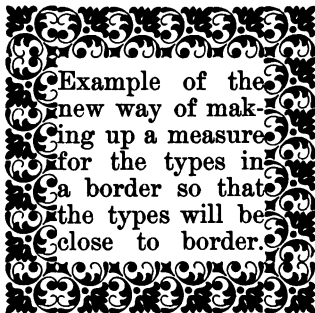 Example of the
new way of mak-
ing up a measure
for the types in
a border so that
the types will be
close to border.